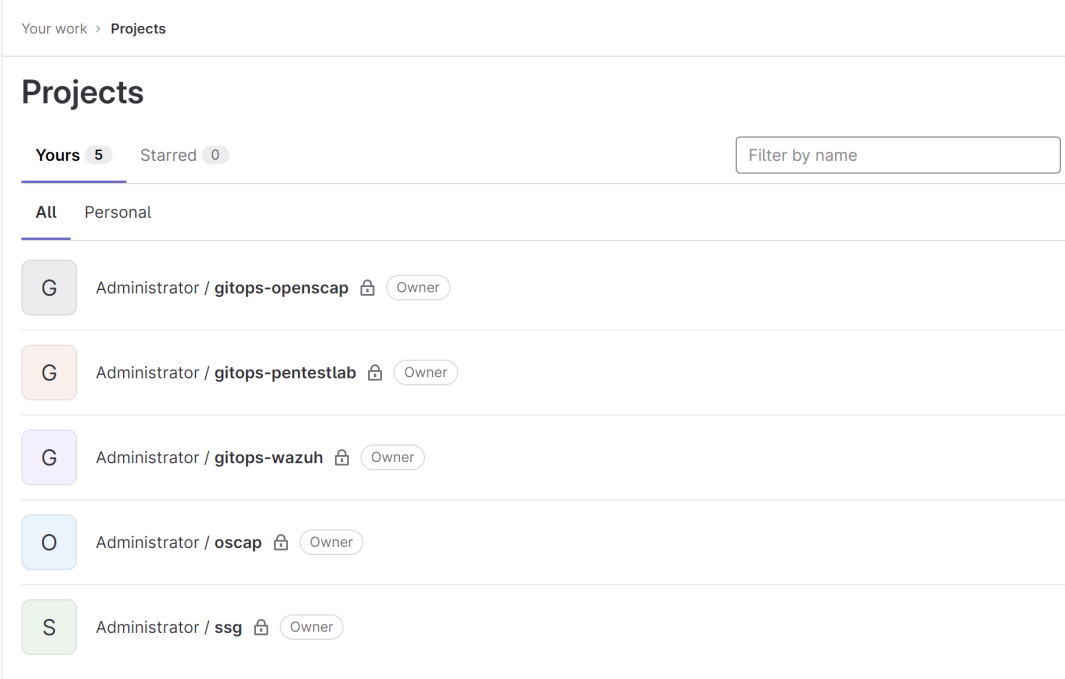 Your work › Projects
Projects
Yours 5 Starred 0 Filter by name
All Personal
G Administrator / gitops-openscap Owner
G Administrator / gitops-pentestlab Owner
G Administrator / gitops-wazuh Owner
O Administrator / oscap Owner
S Administrator / ssg Owner